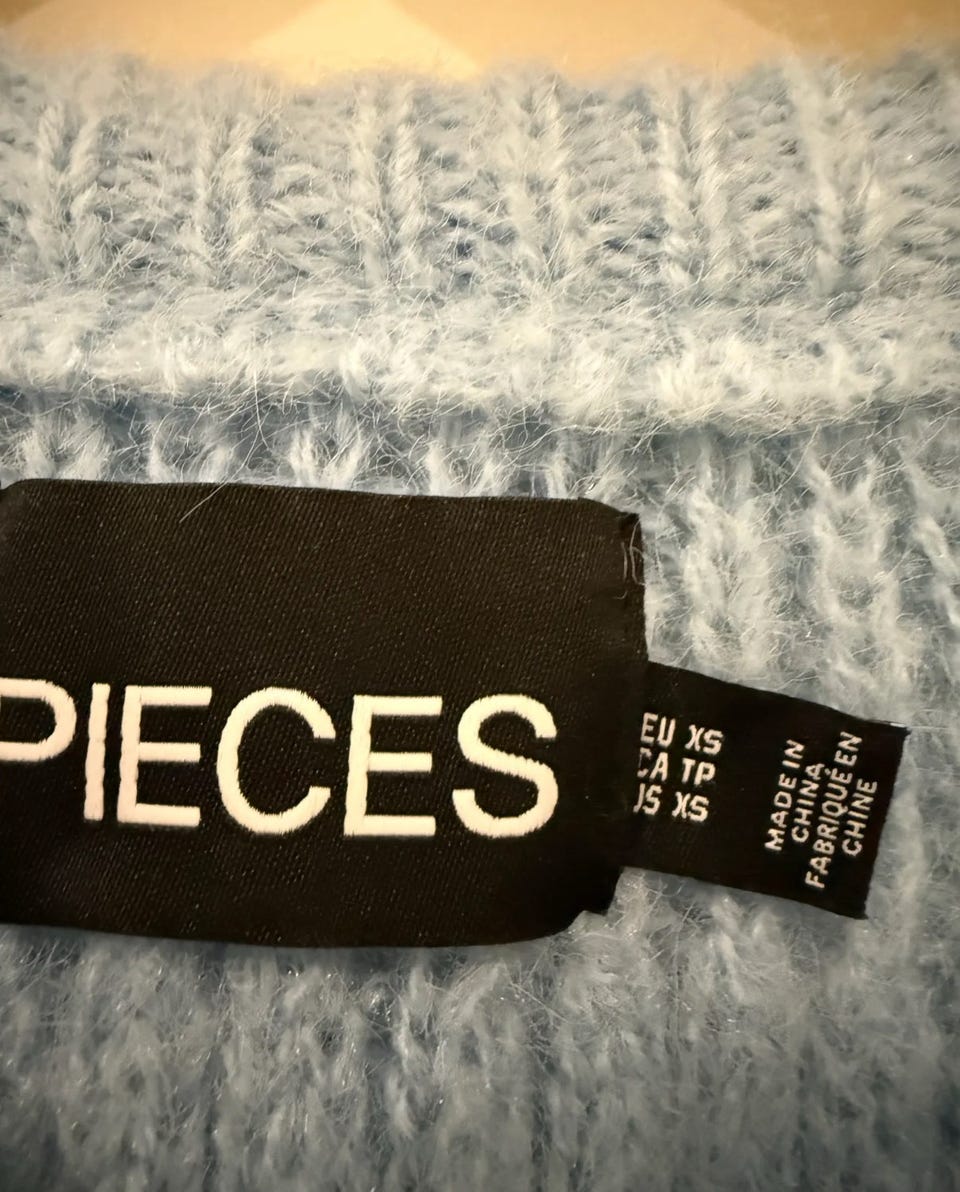 PIECES
EU XS
CA TP
US XS
MADE IN
CHINA
FABRIQUÉ EN
CHINE